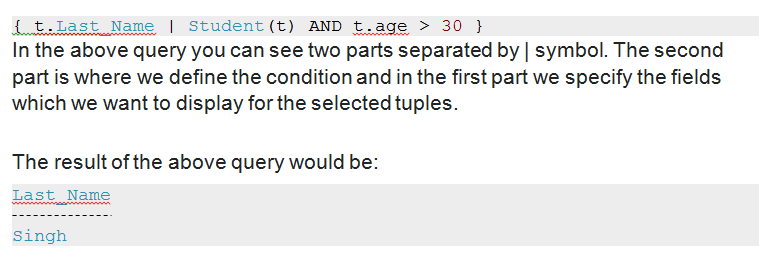 { t.Last_Name | Student(t) AND t.age > 30 }
In the above query you can see two parts separated by | symbol. The second
part is where we define the condition and in the first part we specify the fields
which we want to display for the selected tuples.
The result of the above query would be:
Last_Name
---------------
Singh